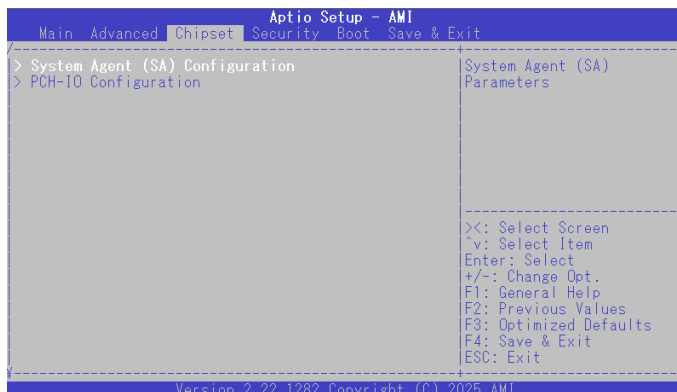 Aptio Setup - AMI
Main Advanced Chipset Security Boot Save & Exit
> System Agent (SA) Configuration
> PCH-IO Configuration
System Agent (SA)
Parameters
><: Select Screen
^v: Select Item
Enter: Select
+/-: Change Opt.
F1: General Help
F2: Previous Values
F3: Optimized Defaults
F4: Save & Exit
ESC: Exit
Version 2.22.1282 Copyright (C) 2025 AMI